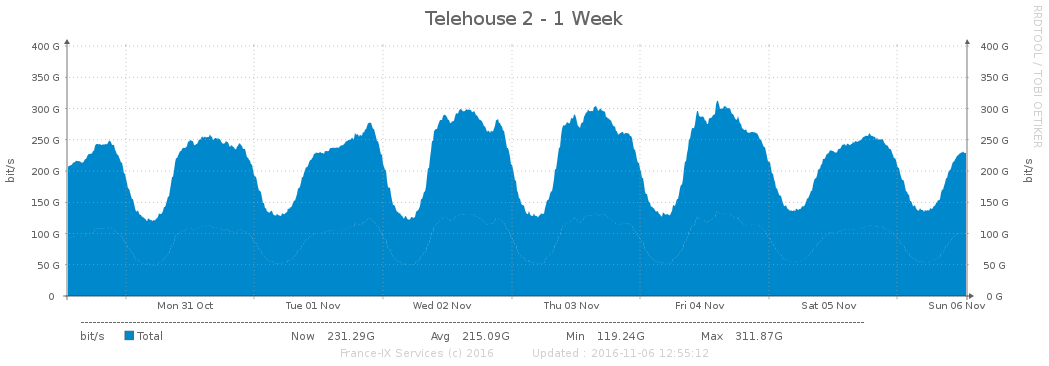 Telehouse 2 - 1 Week
RRDTOOL / TOBI OETIKER
400 G 400 G
350 G 350 G
300 G 300 G
250 G 250 G
200 G 200 G
150 G 150 G
100 G 100 G
50 G 50 G
0 0 G
bit/s
bit/s
Mon 31 Oct Tue 01 Nov Wed 02 Nov Thu 03 Nov Fri 04 Nov Sat 05 Nov Sun 06 Nov
bit/s Total Now 231.29G Avg 215.09G Min 119.24G Max 311.87G
France-IX Services (c) 2016 Updated : 2016-11-06 12:55:12